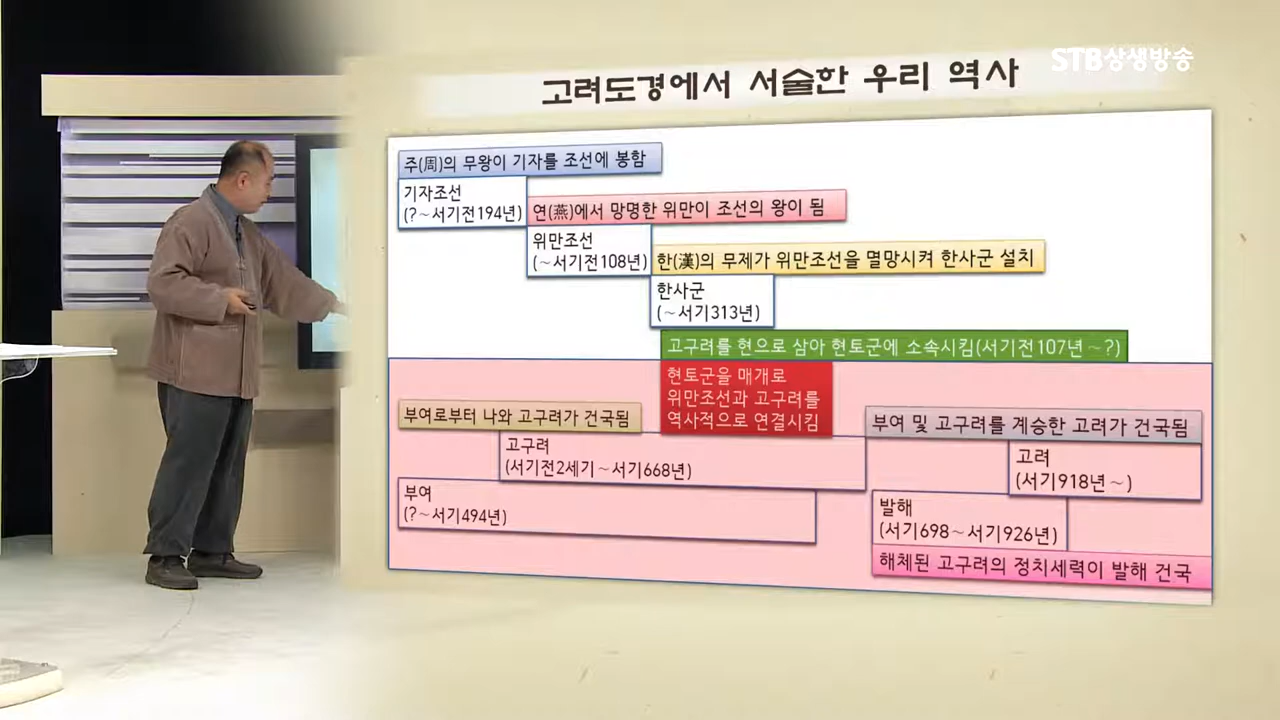 STB상생방송
고려도경에서 서술한 우리 역사
주(周)의 무왕이 기자를 조선에 봉함
기자조선
(?~서기전194년)
연(燕)에서 망명한 위만이 조선의 왕이 됨
위만조선
(~서기전108년)
한(漢)의 무제가 위만조선을 멸망시켜 한사군 설치
한사군
(~서기313년)
고구려를 현으로 삼아 현토군에 소속시킴(서기전107년~?)
현토군을 매개로
위만조선과 고구려를
역사적으로 연결시킴
부여로부터 나와 고구려가 건국됨
고구려
(서기전2세기~서기668년)
부여
(?~서기494년)
부여 및 고구려를 계승한 고려가 건국됨
고려
(서기918년~)
발해
(서기698~서기926년)
해체된 고구려의 정치세력이 발해 건국